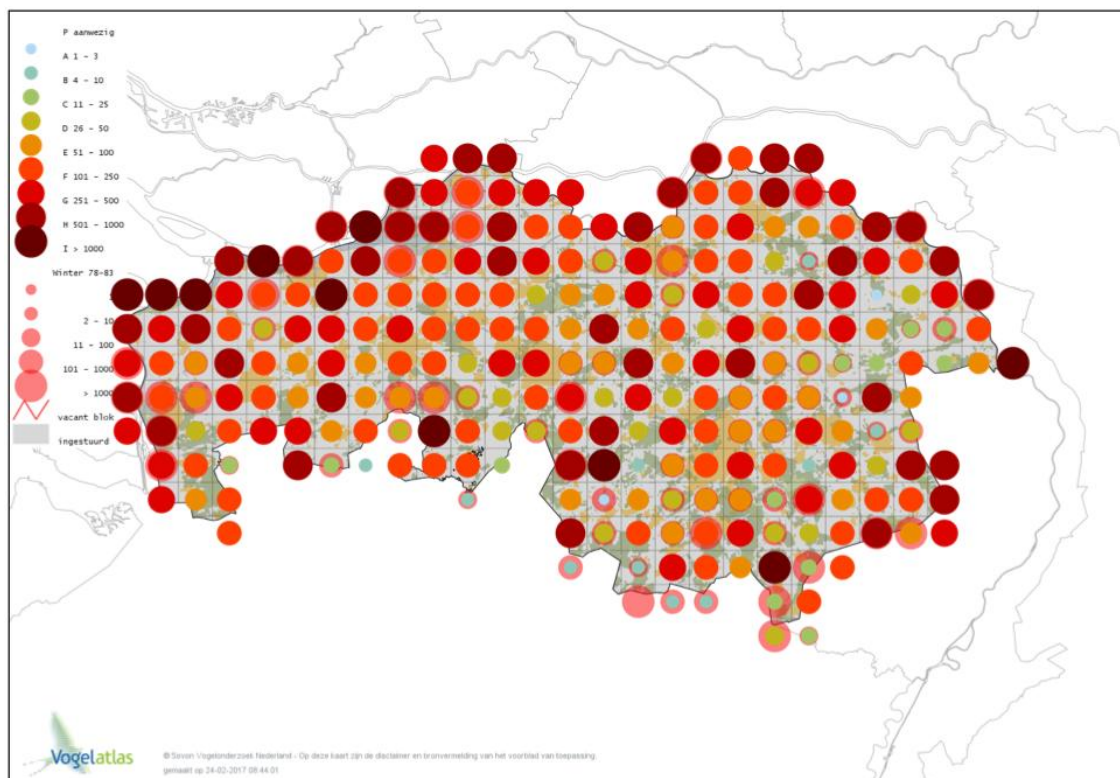 P aanwezig
A 1 - 3
B 4 - 10
C 11 - 25
D 26 - 50
E 51 - 100
F 101 - 250
G 251 - 500
H 501 - 1000
I > 1000
Winter 78-83
2 - 10
11 - 100
101 - 1000
> 1000
vacant blok
ingestuurd
Vogelatlas
© Sovon Vogelonderzoek Nederland - Op deze kaart zijn de disclaimer en bronvermelding van het voorblad van toepassing.
gemaakt op 24-02-2017 08:44:01